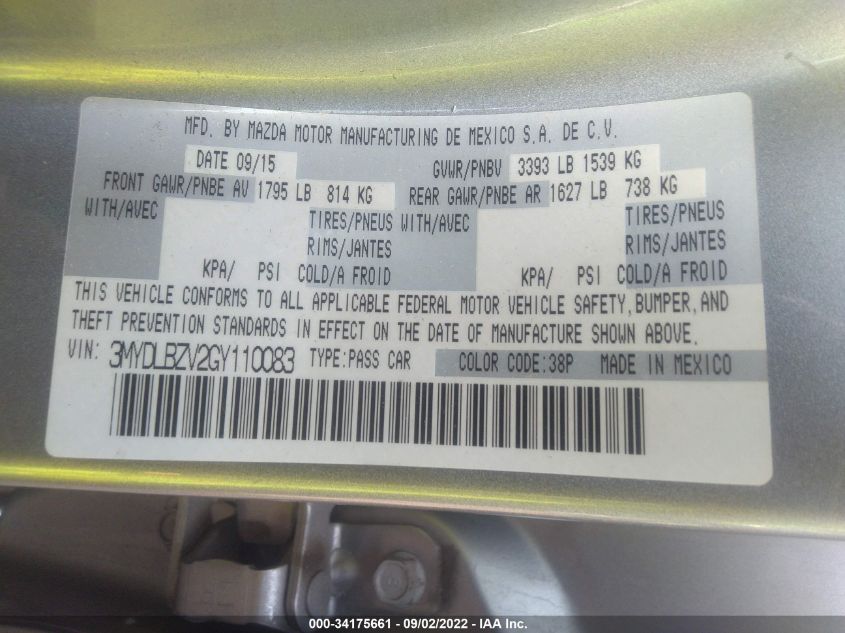 MFD. BY MAZDA MOTOR MANUFACTURING DE MEXICO S.A. DE C.V.
DATE 09/15 GVWR/PNBV 3393 LB 1539 KG
FRONT GAWR/PNBE AV 1795 LB 814 KG REAR GAWR/PNBE AR 1627 LB 738 KG
WITH/AVEC TIRES/PNEUS WITH/AVEC TIRES/PNEUS
RIMS/JANTES RIMS/JANTES
KPA/ PSI COLD/A FROID KPA/ PSI COLD/A FROID
THIS VEHICLE CONFORMS TO ALL APPLICABLE FEDERAL MOTOR VEHICLE SAFETY, BUMPER, AND
THEFT PREVENTION STANDARDS IN EFFECT ON THE DATE OF MANUFACTURE SHOWN ABOVE.
VIN: 3MYDLBZV2GY110083 TYPE:PASS CAR COLOR CODE:38P MADE IN MEXICO
000-34175661 - 09/02/2022 - IAA Inc.